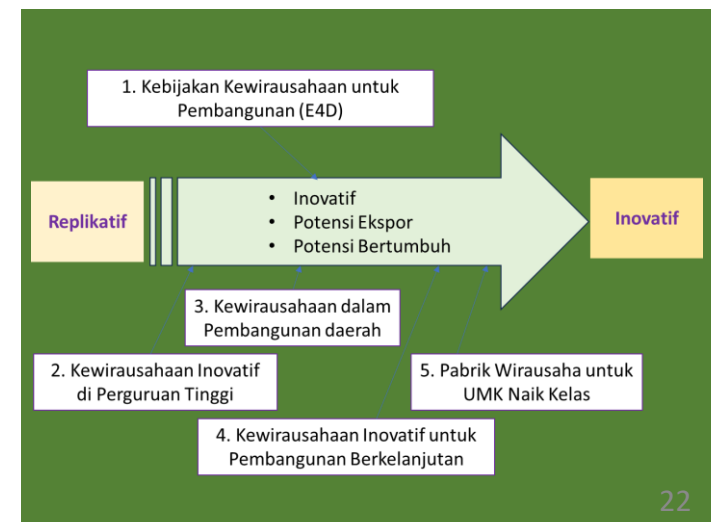 1. Kebijakan Kewirausahaan untuk
Pembangunan (E4D)
Replikatif
• Inovatif
• Potensi Ekspor
• Potensi Bertumbuh
Inovatif
3. Kewirausahaan dalam
Pembangunan daerah
2. Kewirausahaan Inovatif
di Perguruan Tinggi
5. Pabrik Wirausaha untuk
UMK Naik Kelas
4. Kewirausahaan Inovatif untuk
Pembangunan Berkelanjutan
22